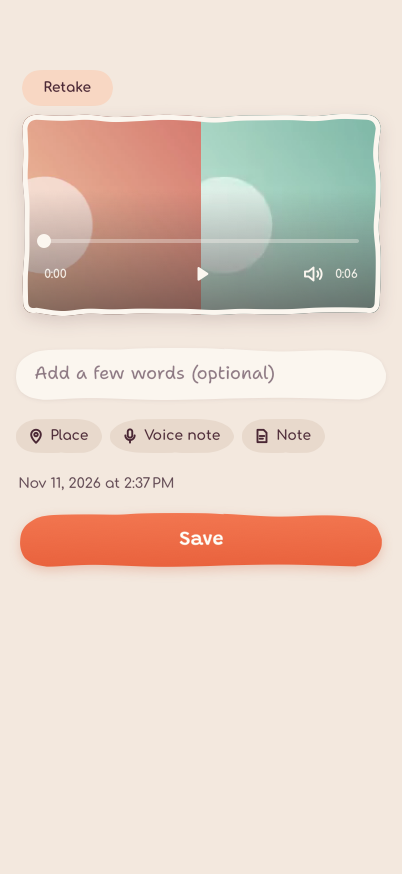 Retake
0:00 0:06
Add a few words (optional)
Place Voice note Note
Nov 11, 2026 at 2:37 PM
Save